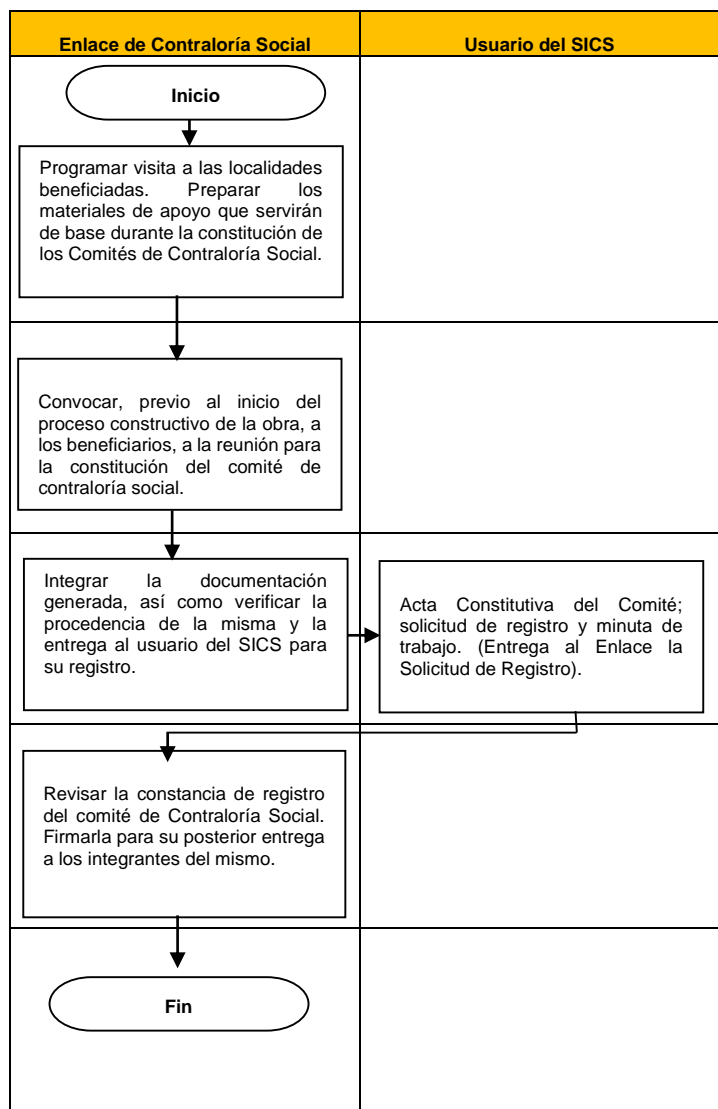 Enlace de Contraloría Social
Usuario del SICS
Inicio
Programar visita a las localidades
beneficiadas. Preparar los
materiales de apoyo que servirán
de base durante la constitución de
los Comités de Contraloría Social.
Convocar, previo al inicio del
proceso constructivo de la obra, a
los beneficiarios, a la reunión para
la constitución del comité de
contraloría social.
Integrar la documentación
generada, así como verificar la
procedencia de la misma y la
entrega al usuario del SICS para
su registro.
Acta Constitutiva del Comité;
solicitud de registro y minuta de
trabajo. (Entrega al Enlace la
Solicitud de Registro).
Revisar la constancia de registro
del comité de Contraloría Social.
Firmarla para su posterior entrega
a los integrantes del mismo.
Fin